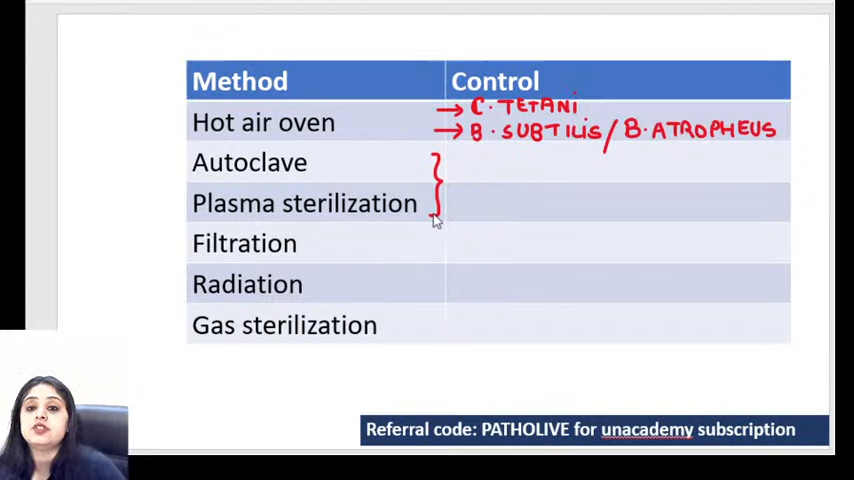 Method Control
Hot air oven → C. TETANI
→ B. SUBTILIS / B. ATROPHEUS
Autoclave
Plasma sterilization
Filtration
Radiation
Gas sterilization
Referral code: PATHOLIVE for unacademy subscription